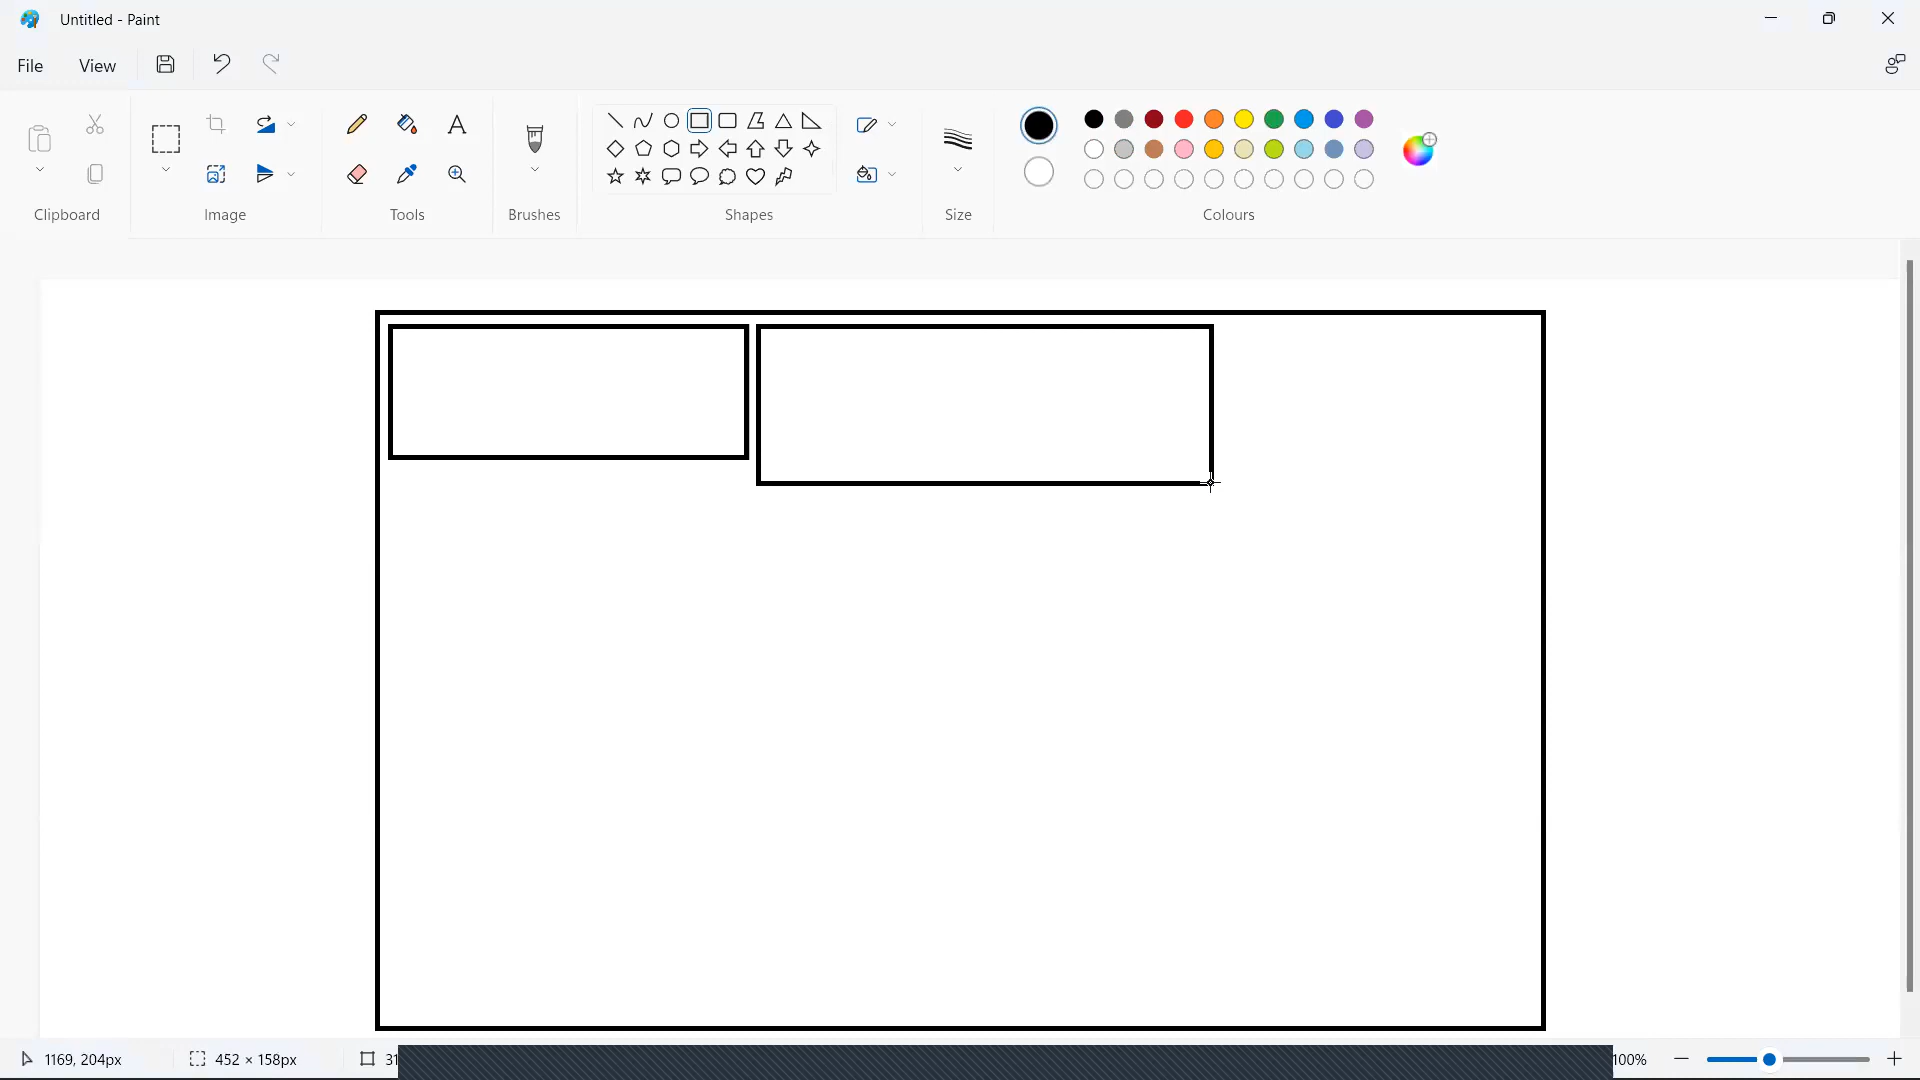 Untitled - Paint
File View
Clipboard Image Tools Brushes Shapes Size Colours
1169, 204px 452 × 158px 100%